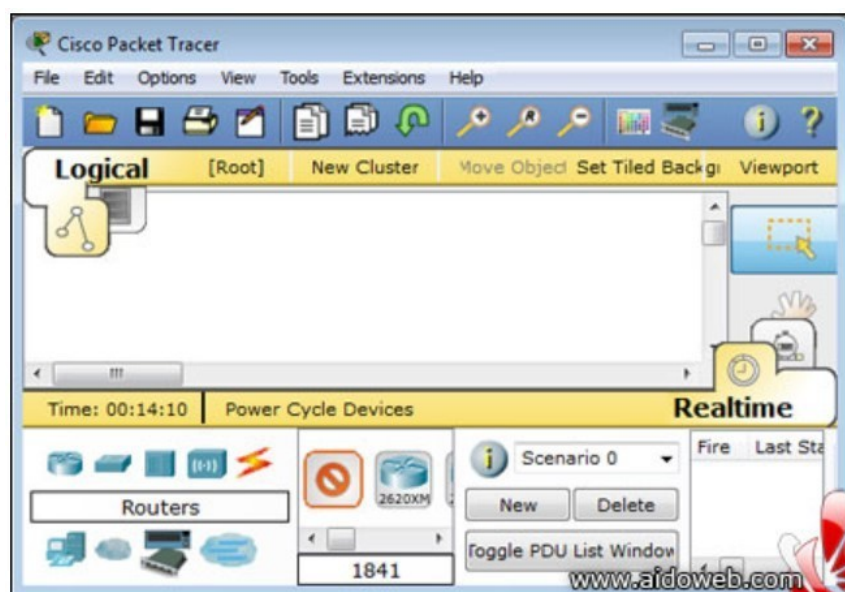 Cisco Packet Tracer
File Edit Options View Tools Extensions Help
Logical [Root] New Cluster Move Object Set Tiled Backgr Viewport
Time: 00:14:10 Power Cycle Devices Realtime
Scenario 0 Fire Last Sta
2620XM
Routers New Delete
Toggle PDU List Window
1841
www.aidoweb.com